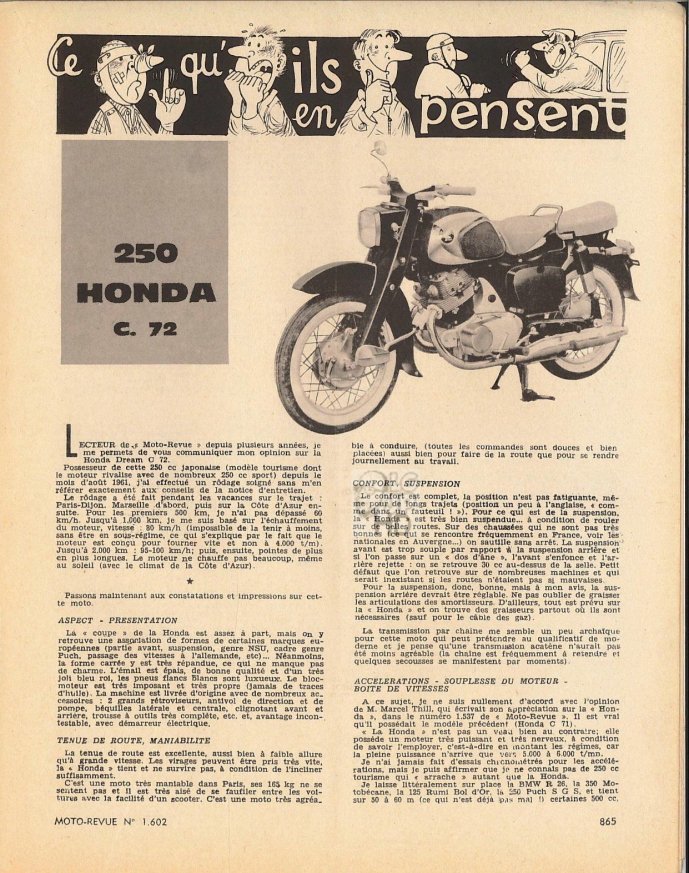 Ce qu' ils en pensent
250
HONDA
C. 72
LECTEUR de « Moto-Revue » depuis plusieurs années, je
me permets de vous communiquer mon opinion sur la
Honda Dream C 72.
Possesseur de cette 250 cc japonaise (modèle tourisme dont
le moteur rivalise avec de nombreux 250 cc sport) depuis le
mois d'août 1961, j'ai effectué un rôdage soigné sans m'en
référer exactement aux conseils de la notice d'entretien.
Le rôdage a été fait pendant les vacances sur le trajet :
Paris-Dijon. Marseille d'abord, puis sur la Côte d'Azur en-
suite. Pour les premiers 500 km, je n'ai pas dépassé 60
km/h. Jusqu'à 1.000 km, je me suis basé sur l'échauffement
du moteur, vitesse : 80 km/h (impossible de la tenir à moins,
sans être en sous-régime, ce qui s'explique par le fait que le
moteur est conçu pour fournir vite et non à 4.000 t/m).
Jusqu'à 2.000 km : 95-100 km/h; puis, ensuite, pointes de plus
en plus longues. Le moteur ne chauffe pas beaucoup, même
au soleil (avec le climat de la Côte d'Azur).
★
Passons maintenant aux constatations et impressions sur cet-
te moto.
ASPECT - PRESENTATION
La « coupe » de la Honda est assez à part, mais on y
retrouve une association de formes de certaines marques eu-
ropéennes (partie avant, suspension, genre NSU, cadre genre
Puch, passage des vitesses à l'allemande, etc)... Néanmoins,
la forme carrée y est très répandue, ce qui ne manque pas
de charme. L'émail est épais, de bonne qualité et d'un très
joli bleu roi, les pneus flancs Blancs sont luxueux. Le bloc-
moteur est très imposant et très propre (jamais de traces
d'huile). La machine est livrée d'origine avec de nombreux ac-
cessoires : 2 grands rétroviseurs, antivol de direction et de
pompe, béquilles latérale et centrale, clignotant avant et
arrière, trousse à outils très complète, etc. et, avantage incon-
testable, avec démarreur électrique.
TENUE DE ROUTE, MANIABILITE
La tenue de route est excellente, aussi bien à faible allure
qu'à grande vitesse. Les virages peuvent être pris très vite,
la « Honda » tient et ne survire pas, à condition de l'incliner
suffisamment.
C'est une moto très maniable dans Paris, ses 165 kg ne se
sentent pas et il est très aisé de se faufiler entre les voi-
tures avec la facilité d'un scooter. C'est une moto très agréa-
ble à conduire, (toutes les commandes sont douces et bien
placées) aussi bien pour faire de la route que pour se rendre
journellement au travail.
CONFORT, SUSPENSION
Le confort est complet, la position n'est pas fatiguante, mê-
me pour de longs trajets (position un peu à l'anglaise, « com-
me dans un fauteuil ! »). Pour ce qui est de la suspension,
la « Honda » est très bien suspendue... à condition de rouler
sur de belles routes. Sur des chaussées qui ne sont pas très
bonnes (ce qui se rencontre fréquemment en France, voir les
nationales en Auvergne...) on sautille sans arrêt. La suspension
avant est trop souple par rapport à la suspension arrière et
si l'on passe sur un « dos d'âne », l'avant s'enfonce et l'ar-
rière rejette : on se retrouve 30 cc au-dessus de la selle. Petit
défaut que l'on retrouve sur de nombreuses machines et qui
serait inexistant si les routes n'étaient pas si mauvaises.
Pour la suspension, donc, bonne, mais à mon avis, la sus-
pension arrière devrait être réglable. Ne pas oublier de graisser
les articulations des amortisseurs. D'ailleurs, tout est prévu sur
la « Honda » et on trouve des graisseurs partout où ils sont
nécessaires (sauf pour le câble des gaz).
La transmission par chaîne me semble un peu archaïque
pour cette moto qui peut prétendre au qualificatif de mo-
derne et je pense qu'une transmission acatène n'aurait pas
été moins agréable (la chaîne est fréquemment à retendre et
quelques secousses se manifestent par moments).
ACCELERATIONS - SOUPLESSE DU MOTEUR -
BOITE DE VITESSES
A ce sujet, je ne suis nullement d'accord avec l'opinion
de M. Marcel Thill, qui écrivait son appréciation sur la « Hon-
da », dans le numéro 1.537 de « Moto-Revue ». Il est vrai
qu'il possédait le modèle précédent (Honda C 71).
« La Honda » n'est pas un veau bien au contraire; elle
possède un moteur très puissant et très nerveux, à condition
de savoir l'employer, c'est-à-dire en montant les régimes, car
la pleine puissance n'arrive que vers 5.000 à 6.000 t/mn.
Je n'ai jamais fait d'essais chronométrés pour les accélé-
rations, mais je puis affirmer que je ne connais pas de 250 cc
tourisme qui « arrache » autant que la Honda.
Je laisse littéralement sur place la BMW R 26, la 350 Mo-
tobécane, la 125 Rumi Bol d'Or, la 250 Puch S G S, et tient
sur 50 à 60 m (ce qui n'est déjà pas mal !) certaines 500 cc,
MOTO-REVUE N° 1.602
865